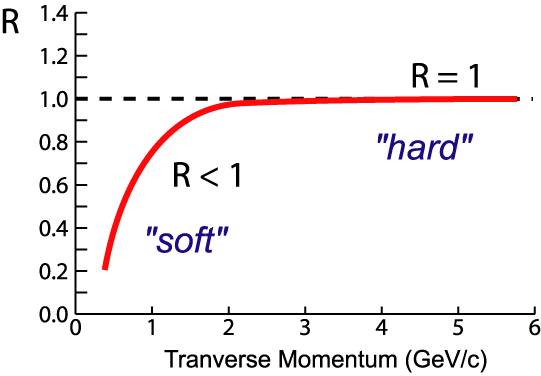 R
1.4
1.2
1.0
0.8
0.6
0.4
0.2
0.0
R = 1
"hard"
R < 1
"soft"
0 1 2 3 4 5 6
Tranverse Momentum (GeV/c)